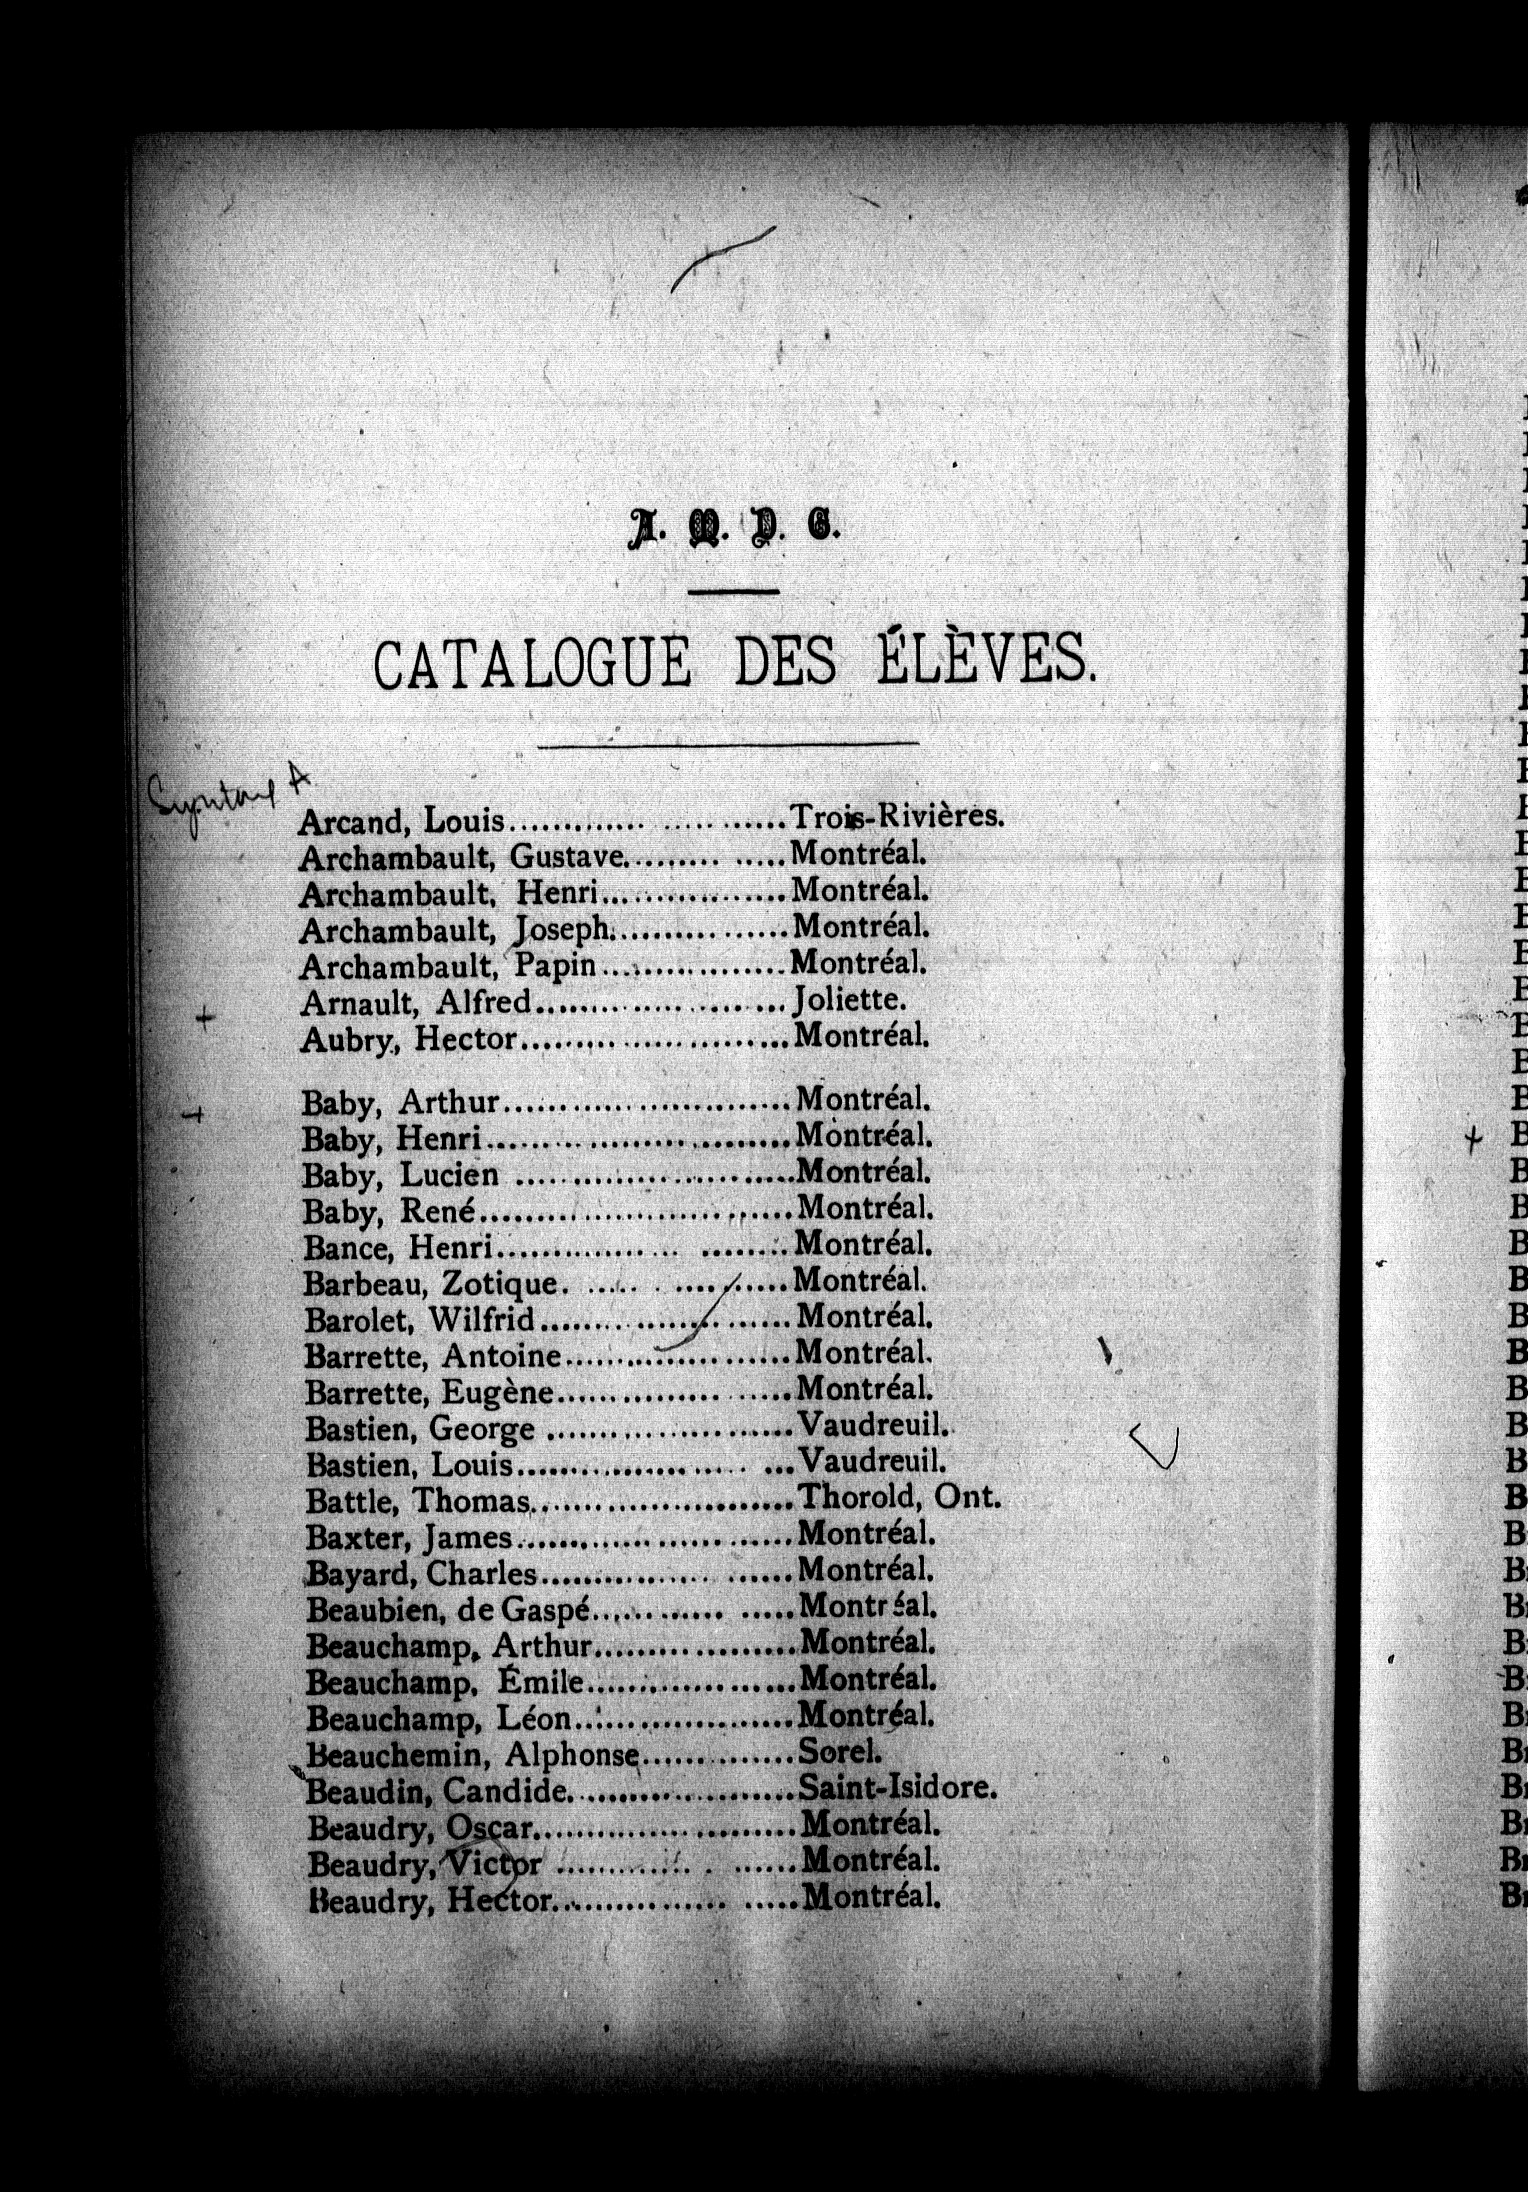 A. M. D. G.
CATALOGUE DES ÉLÈVES.
Syntaxe A
Arcand, Louis........................Trois-Rivières.
Archambault, Gustave..............Montréal.
Archambault, Henri.................Montréal.
Archambault, Joseph................Montréal.
Archambault, Papin.................Montréal.
Arnault, Alfred.......................Joliette.
Aubry, Hector........................Montréal.
Baby, Arthur..........................Montréal.
Baby, Henri............................Montréal.
Baby, Lucien ..........................Montréal.
Baby, René.............................Montréal.
Bance, Henri...........................Montréal.
Barbeau, Zotique.....................Montréal.
Barolet, Wilfrid.......................Montréal.
Barrette, Antoine.....................Montréal.
Barrette, Eugène......................Montréal.
Bastien, George .......................Vaudreuil.
Bastien, Louis.........................Vaudreuil.
Battle, Thomas........................Thorold, Ont.
Baxter, James..........................Montréal.
Bayard, Charles.......................Montréal.
Beaubien, de Gaspé..................Montréal.
Beauchamp, Arthur..................Montréal.
Beauchamp, Émile...................Montréal.
Beauchamp, Léon....................Montréal.
Beauchemin, Alphonse..............Sorel.
Beaudin, Candide.....................Saint-Isidore.
Beaudry, Oscar........................Montréal.
Beaudry, Victor .......................Montréal.
Beaudry, Hector.......................Montréal.